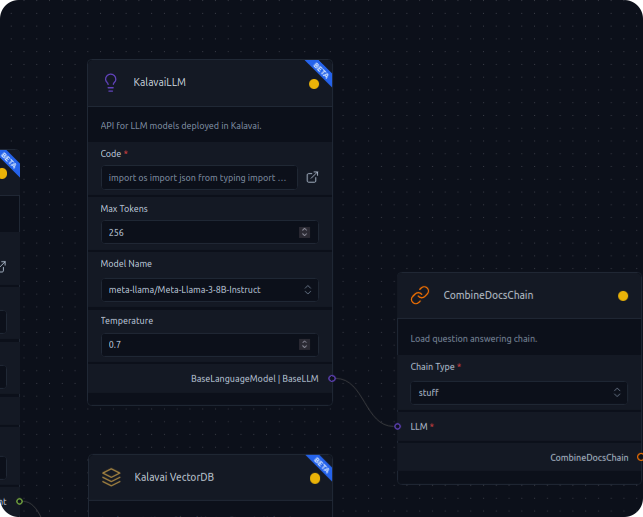 BETA
KalavaiLLM
API for LLM models deployed in Kalavai.
Code *
import os import json from typing import ...
Max Tokens
256
Model Name
meta-llama/Meta-Llama-3-8B-Instruct
Temperature
0.7
BaseLanguageModel | BaseLLM
BETA
CombineDocsChain
Load question answering chain.
Chain Type *
stuff
LLM *
CombineDocsChain
BETA
Kalavai VectorDB
nt